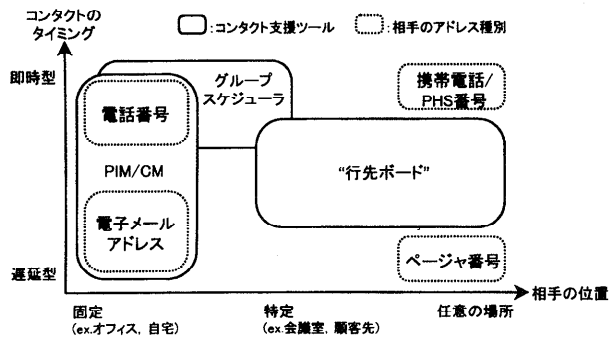 コンタクトの
タイミング
:コンタクト支援ツール
:相手のアドレス種別
即時型
グループ
スケジューラ
携帯電話/
PHS番号
電話番号
PIM/CM
"行先ボード"
電子メール
アドレス
ページャ番号
遅延型
相手の位置
固定
(ex.オフィス, 自宅)
特定
(ex.会議室, 顧客先)
任意の場所